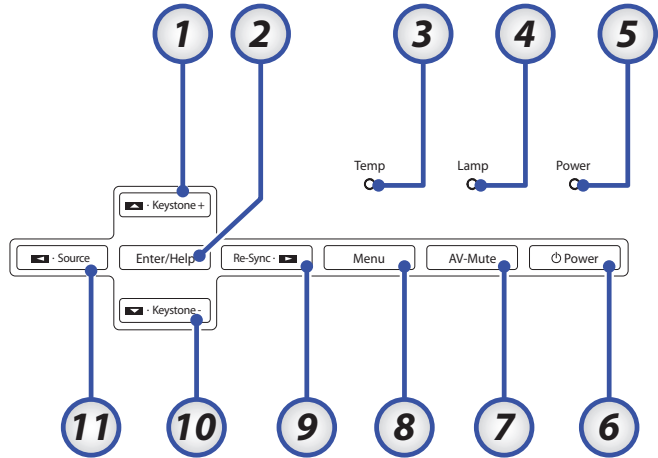 1 2 3 4 5
Temp Lamp Power
· Keystone +
· Source Enter/Help Re-Sync · Menu AV-Mute Power
· Keystone -
11 10 9 8 7 6